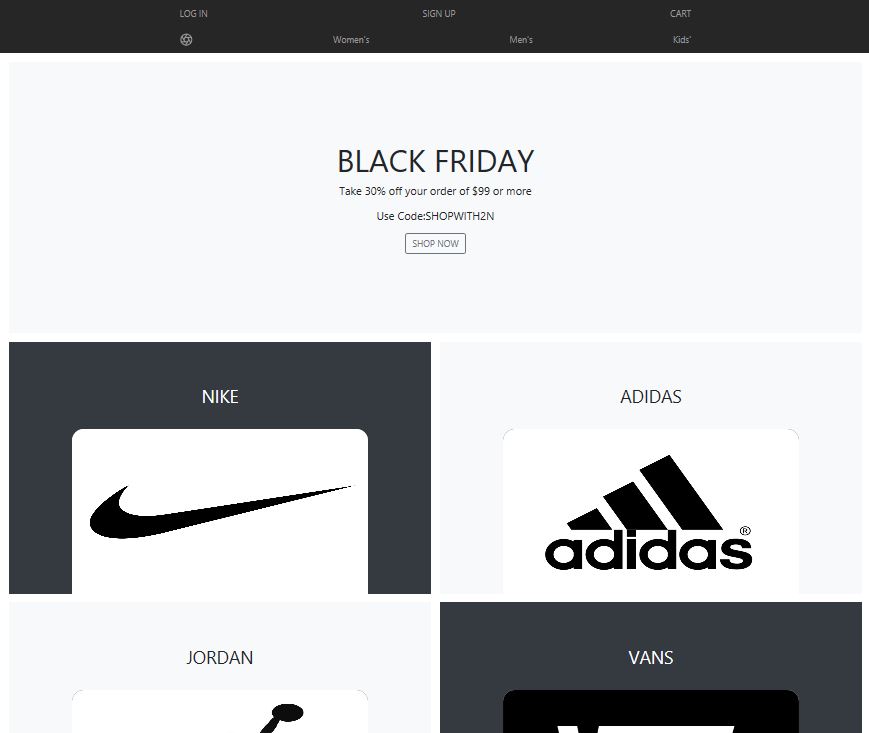 LOG IN SIGN UP CART
Women's Men's Kids'
BLACK FRIDAY
Take 30% off your order of $99 or more
Use Code:SHOPWITH2N
SHOP NOW
NIKE
ADIDAS
adidas®
JORDAN
VANS